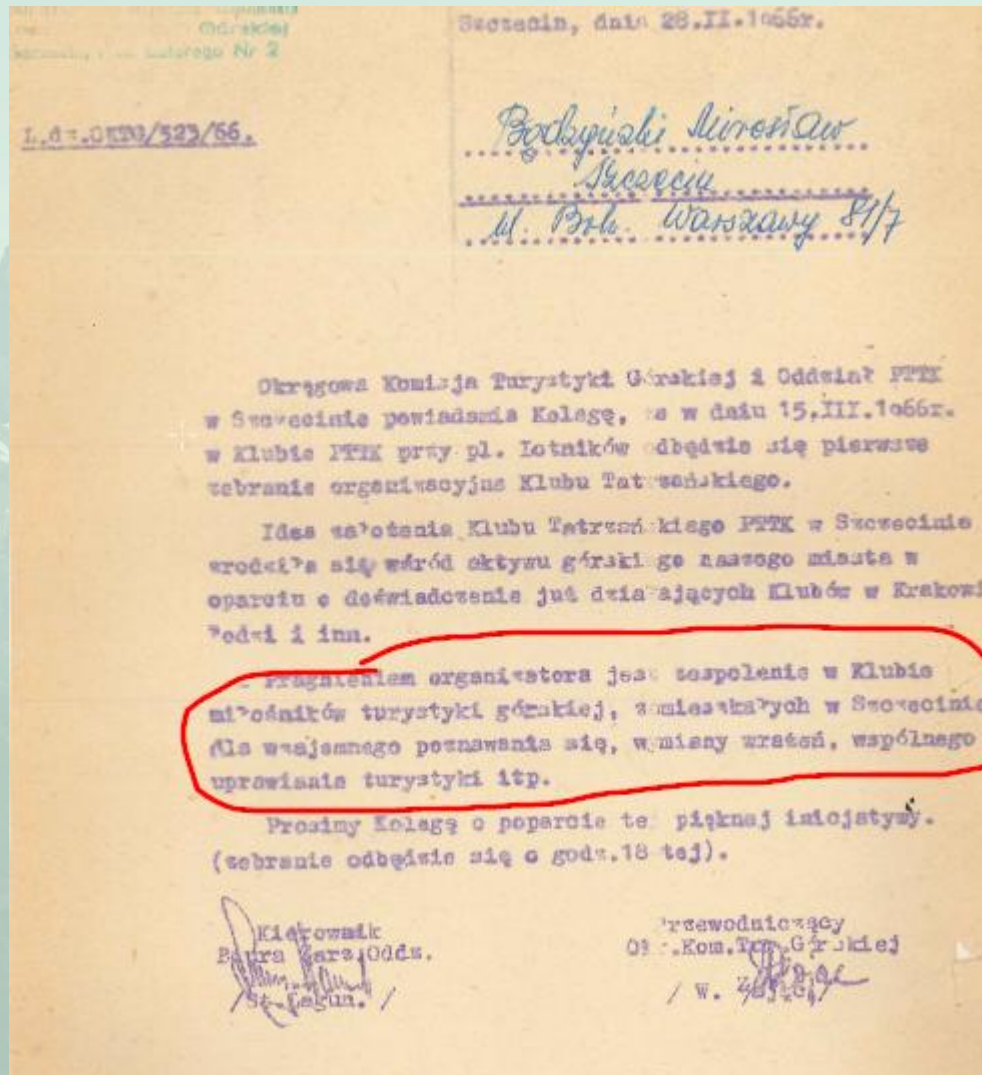 Górskiej
Nr 2
Szczecin, dnia 28.II.1966r.
L.dz.OKTG/523/66.
Mirosław
Szczecin
ul. Boh. Warszawy 81/7
Okręgowa Komisja Turystyki Górskiej i Oddział PTTK
w Szczecinie powiadamia Kolegę, że w dniu 15.III.1966r.
w Klubie PTTK przy pl. Lotników odbędzie się pierwsze
zebranie organizacyjne Klubu Tatrzańskiego.
Idea założenia Klubu Tatrzańskiego PTTK w Szczecinie
zrodziła się wśród aktywu górskiego naszego miasta w
oparciu o doświadczenie już działających Klubów w Krakowi
Łodzi i inn.
Pragnieniem organizatora jest zespolenie w Klubie
miłośników turystyki górskiej, zamieszkałych w Szczecinie
dla wzajemnego poznawania się, wymiany wrażeń, wspólnego
uprawiania turystyki itp.
Prosimy Kolegę o poparcie tej pięknej inicjatywy.
(zebranie odbędzie się o godz.18 tej).
Kierownik
Biura Zarz.Oddz.
Przewodniczący
Okr.Kom.Tur.Górskiej
/ W. Zając /